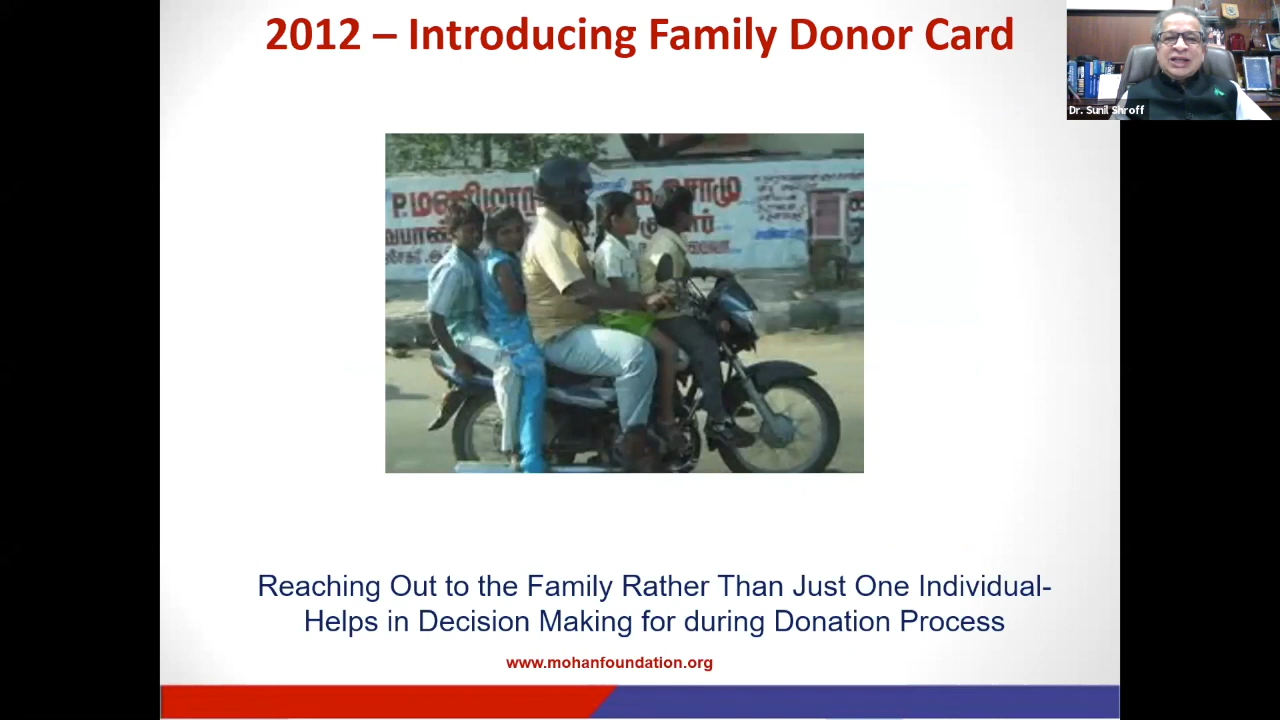 2012 – Introducing Family Donor Card
Dr. Sunil Shroff
Reaching Out to the Family Rather Than Just One Individual-
Helps in Decision Making for during Donation Process
www.mohanfoundation.org